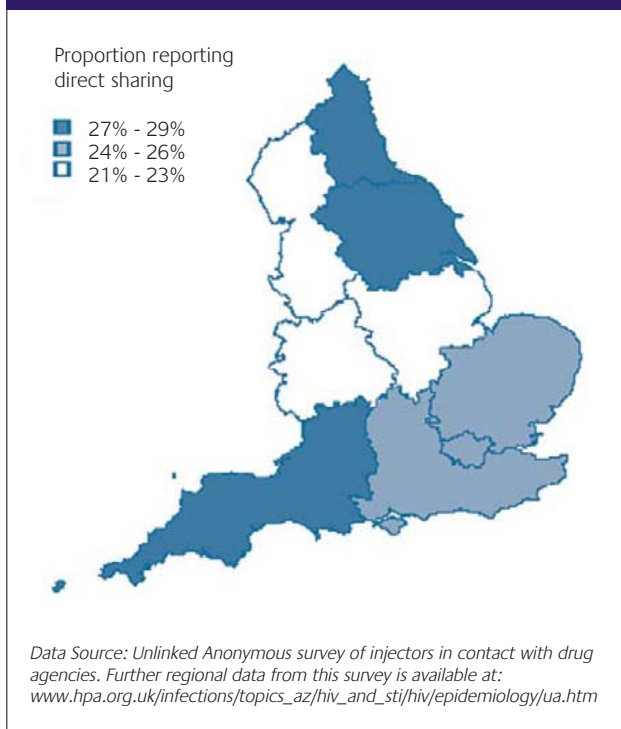 Proportion reporting
direct sharing
27% - 29%
24% - 26%
21% - 23%
Data Source: Unlinked Anonymous survey of injectors in contact with drug
agencies. Further regional data from this survey is available at:
www.hpa.org.uk/infections/topics_az/hiv_and_sti/hiv/epidemiology/ua.htm